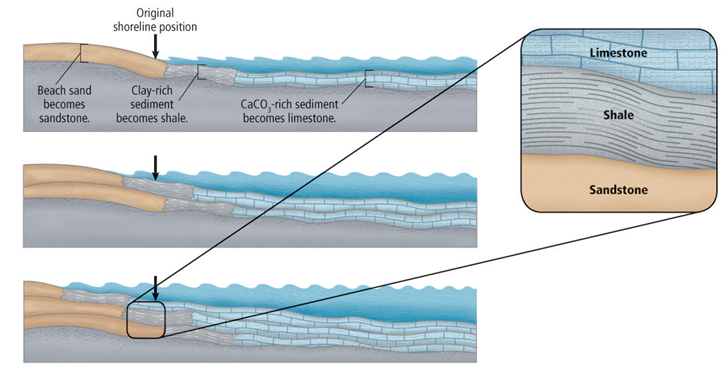 Original
shoreline position
Beach sand
becomes
sandstone.
Clay-rich
sediment
becomes shale.
CaCO₃-rich sediment
becomes limestone.
Limestone
Shale
Sandstone